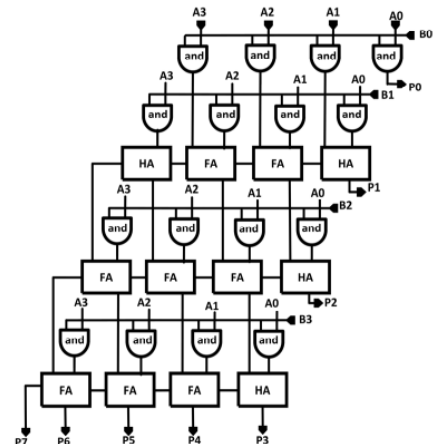 A3 A2 A1 A0
B0
and and and and
P0
A3 A2 A1 A0
B1
and and and and
HA FA FA HA
P1
A3 A2 A1 A0
B2
and and and and
FA FA FA HA
P2
A3 A2 A1 A0
B3
and and and and
FA FA FA HA
P7 P6 P5 P4 P3